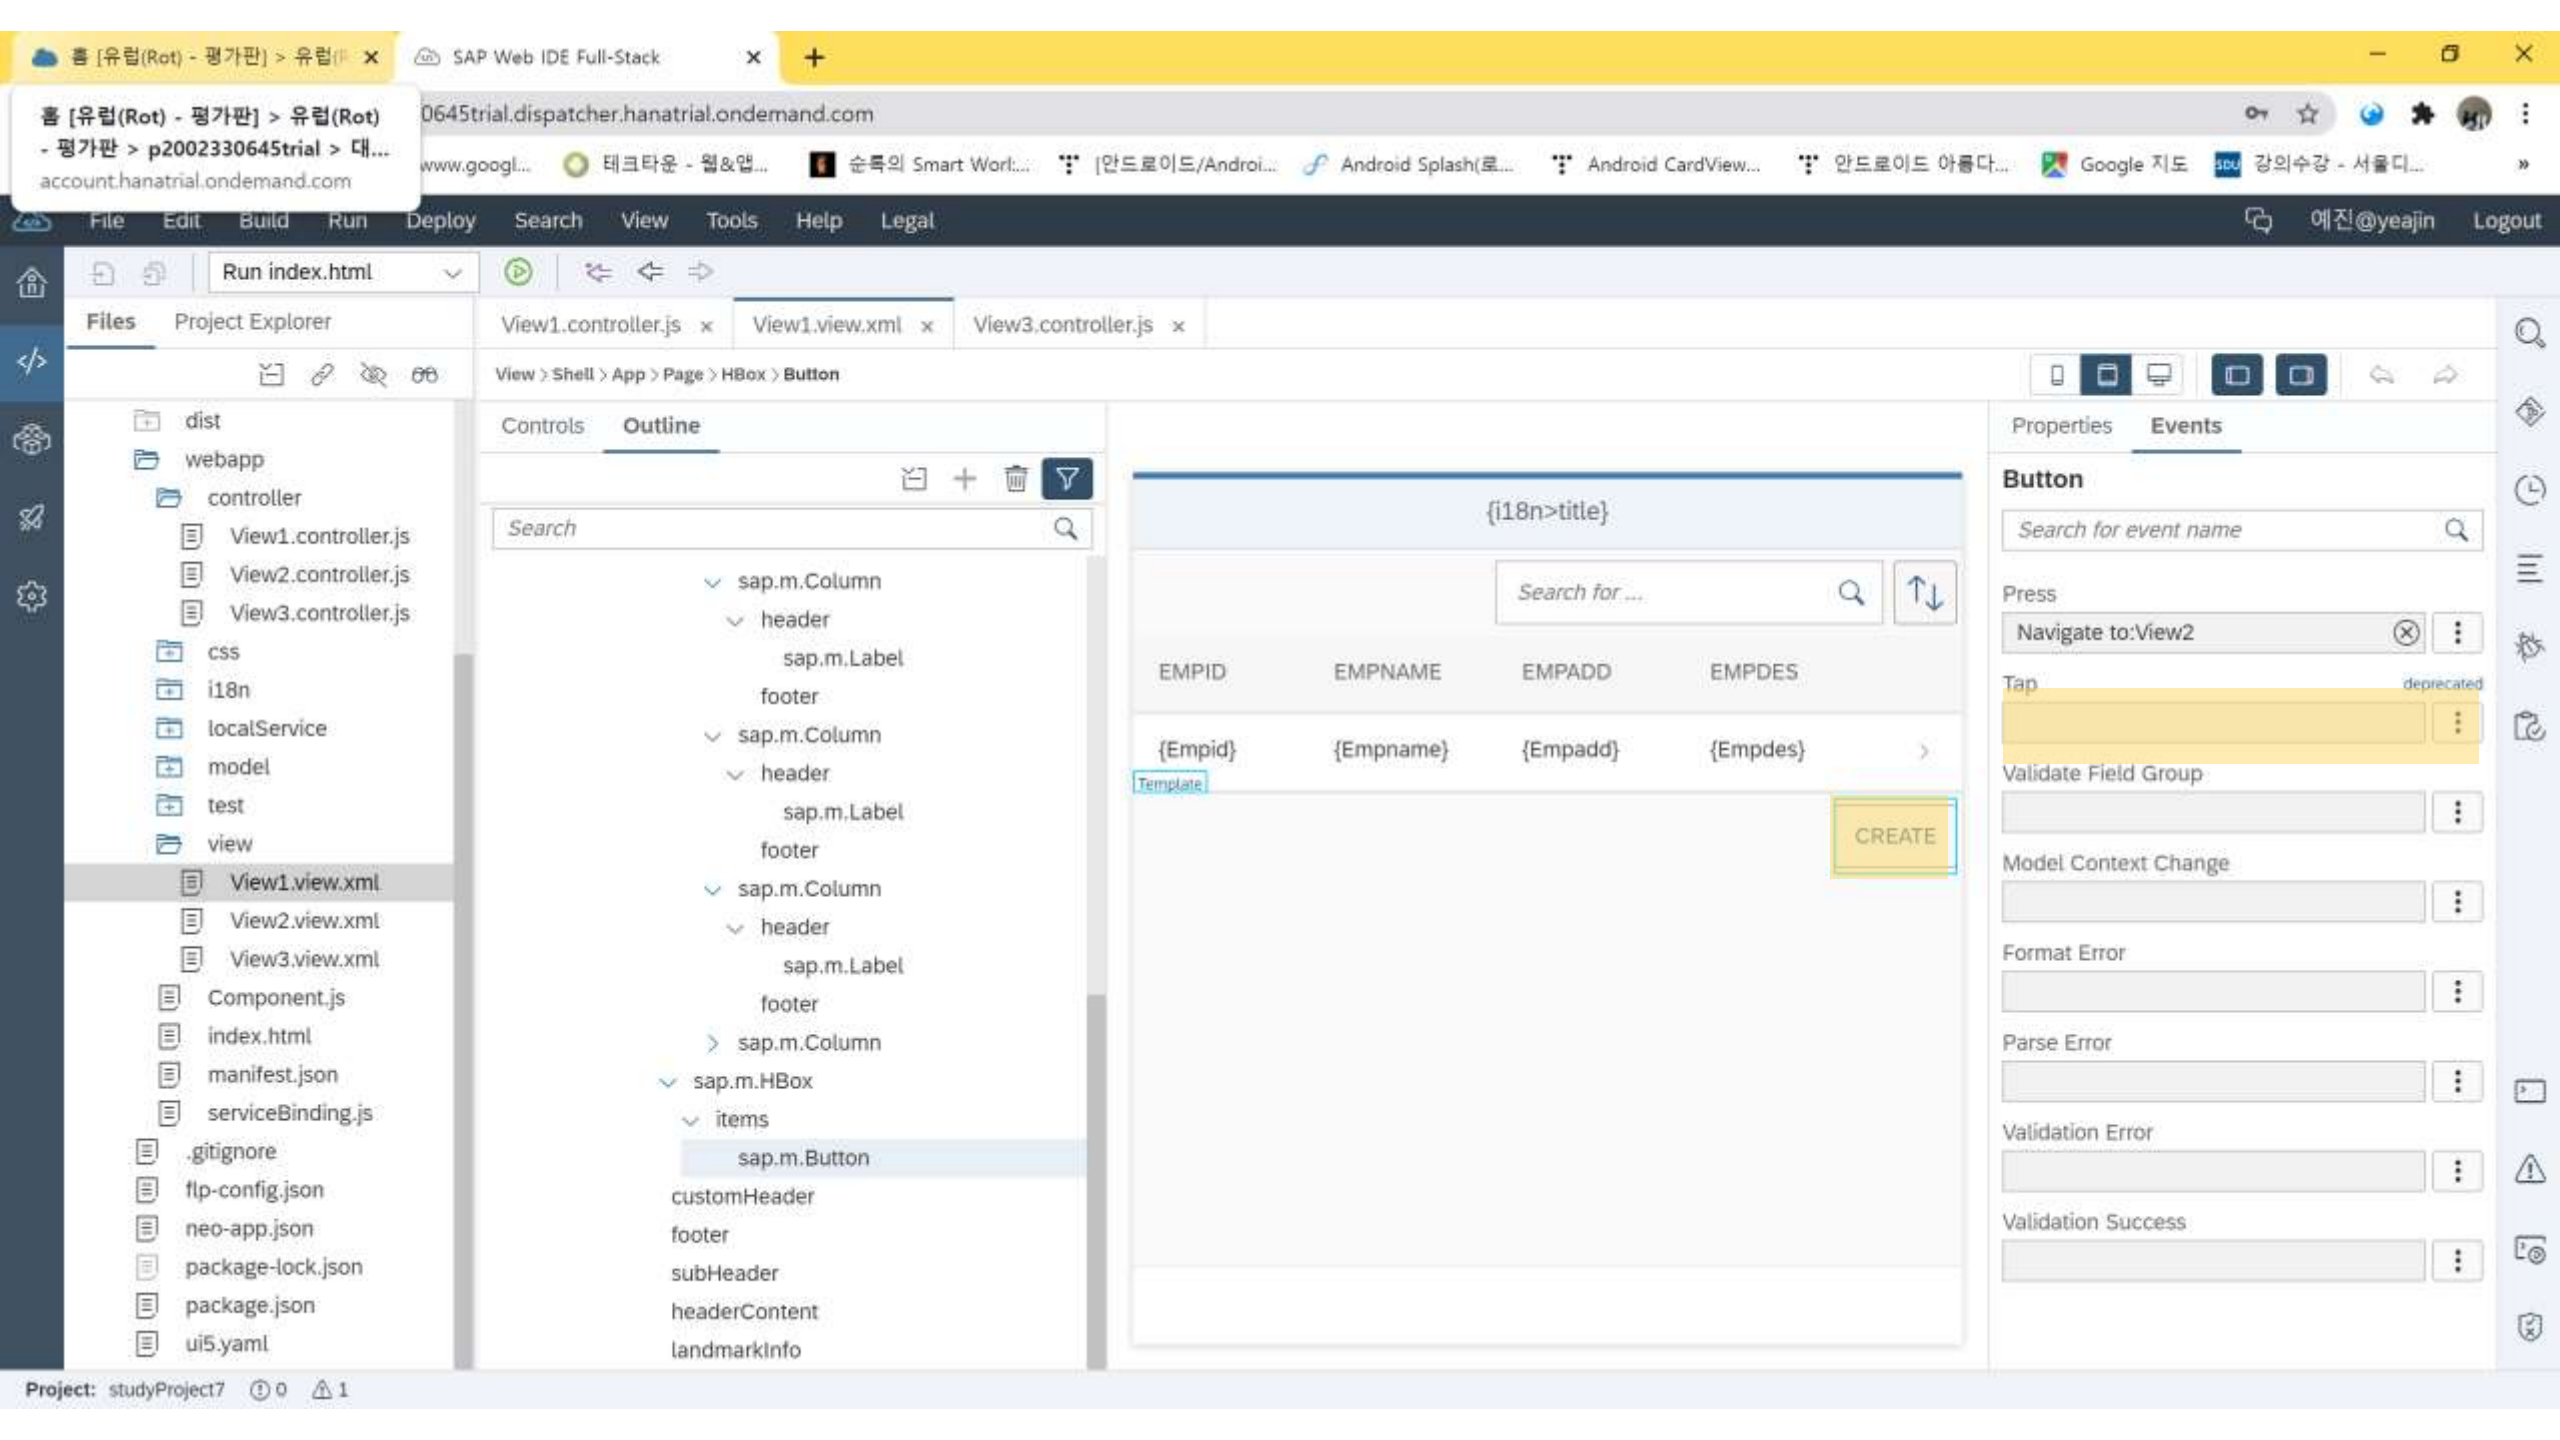 홈 [유럽(Rot) - 평가판] > 유럽(R
SAP Web IDE Full-Stack
홈 [유럽(Rot) - 평가판] > 유럽(Rot)
- 평가판 > p2002330645trial > 대...
account.hanatrial.ondemand.com
0645trial.dispatcher.hanatrial.ondemand.com
www.googl...
테크타운 - 웹&앱...
순록의 Smart Worl:...
[안드로이드/Androi...
Android Splash(로...
Android CardView...
안드로이드 아름다...
Google 지도
SDU 강의수강 - 서울디...
»
File Edit Build Run Deploy Search View Tools Help Legal
예진@yeajin
Logout
Run index.html
Files
Project Explorer
View1.controller.js
View1.view.xml
View3.controller.js
View > Shell > App > Page > HBox > Button
dist
webapp
controller
View1.controller.js
View2.controller.js
View3.controller.js
css
i18n
localService
model
test
view
View1.view.xml
View2.view.xml
View3.view.xml
Component.js
index.html
manifest.json
serviceBinding.js
.gitignore
flp-config.json
neo-app.json
package-lock.json
package.json
ui5.yaml
Controls
Outline
Search
sap.m.Column
header
sap.m.Label
footer
sap.m.Column
header
sap.m.Label
footer
sap.m.Column
header
sap.m.Label
footer
sap.m.Column
sap.m.HBox
items
sap.m.Button
customHeader
footer
subHeader
headerContent
landmarkInfo
{i18n>title}
Search for ...
EMPID EMPNAME EMPADD EMPDES
{Empid} {Empname} {Empadd} {Empdes}
Template
CREATE
Properties
Events
Button
Search for event name
Press
Navigate to:View2
Tap
deprecated
Validate Field Group
Model Context Change
Format Error
Parse Error
Validation Error
Validation Success
Project: studyProject7 0 1